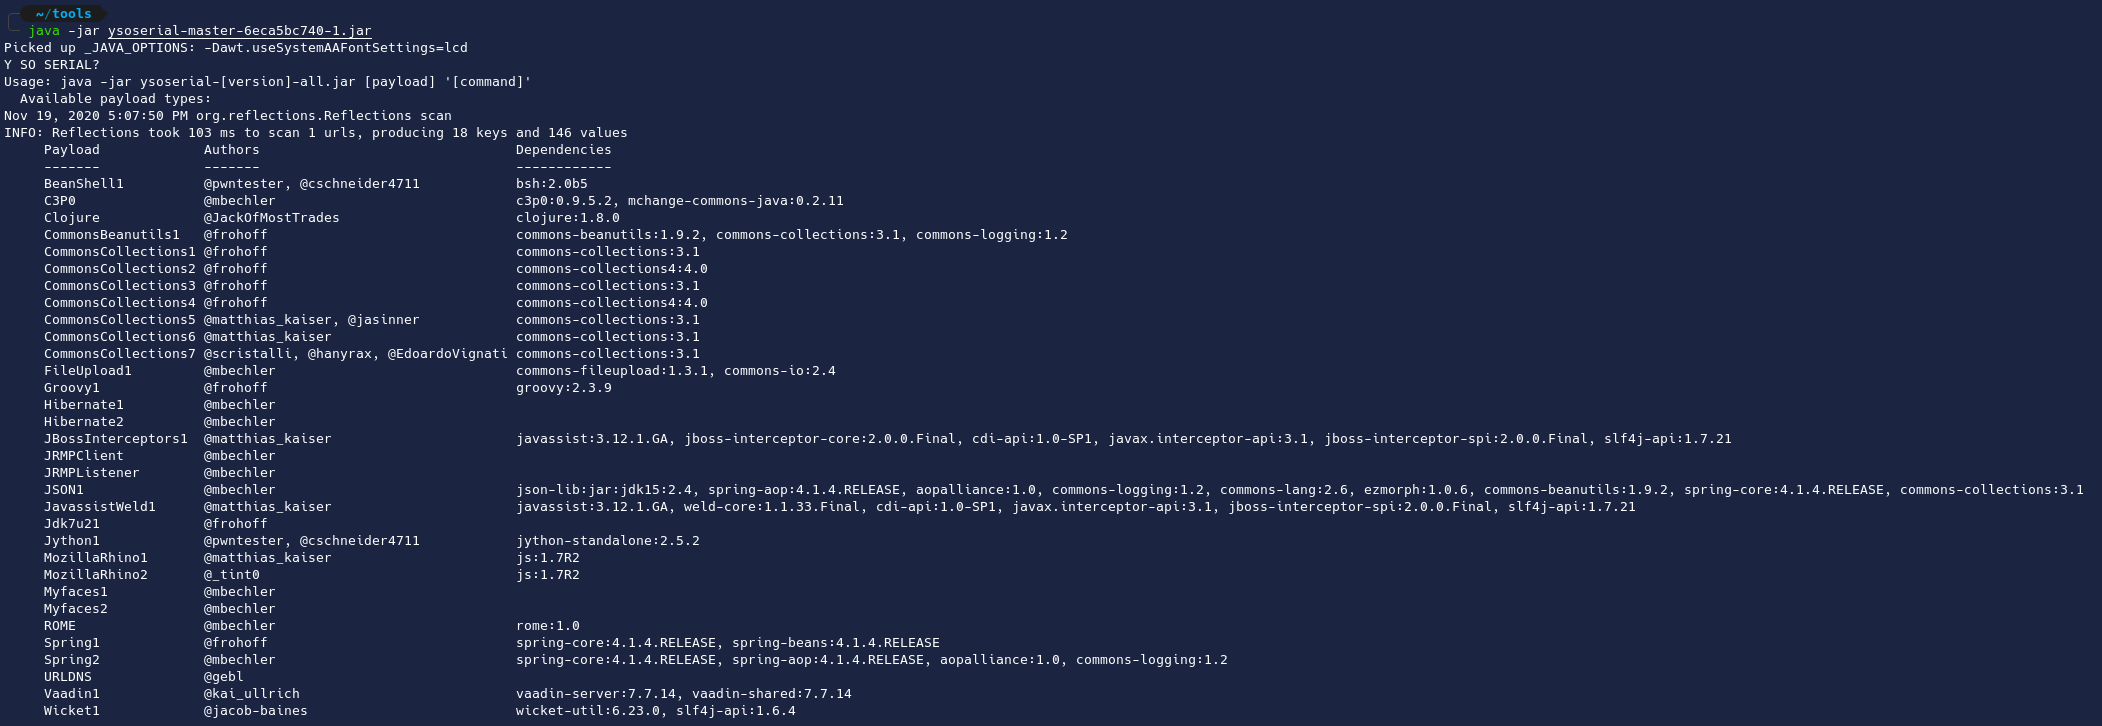 ~/tools
java -jar ysoserial-master-6eca5bc740-1.jar
Picked up _JAVA_OPTIONS: -Dawt.useSystemAAFontSettings=lcd
Y SO SERIAL?
Usage: java -jar ysoserial-[version]-all.jar [payload] '[command]'
  Available payload types:
Nov 19, 2020 5:07:50 PM org.reflections.Reflections scan
INFO: Reflections took 103 ms to scan 1 urls, producing 18 keys and 146 values
     Payload             Authors                                Dependencies
     -------             -------                                ------------
     BeanShell1          @pwntester, @cschneider4711            bsh:2.0b5
     C3P0                @mbechler                              c3p0:0.9.5.2, mchange-commons-java:0.2.11
     Clojure             @JackOfMostTrades                      clojure:1.8.0
     CommonsBeanutils1   @frohoff                               commons-beanutils:1.9.2, commons-collections:3.1, commons-logging:1.2
     CommonsCollections1 @frohoff                               commons-collections:3.1
     CommonsCollections2 @frohoff                               commons-collections4:4.0
     CommonsCollections3 @frohoff                               commons-collections:3.1
     CommonsCollections4 @frohoff                               commons-collections4:4.0
     CommonsCollections5 @matthias_kaiser, @jasinner            commons-collections:3.1
     CommonsCollections6 @matthias_kaiser                       commons-collections:3.1
     CommonsCollections7 @scristalli, @hanyrax, @EdoardoVignati commons-collections:3.1
     FileUpload1         @mbechler                              commons-fileupload:1.3.1, commons-io:2.4
     Groovy1             @frohoff                               groovy:2.3.9
     Hibernate1          @mbechler
     Hibernate2          @mbechler
     JBossInterceptors1  @matthias_kaiser                       javassist:3.12.1.GA, jboss-interceptor-core:2.0.0.Final, cdi-api:1.0-SP1, javax.interceptor-api:3.1, jboss-interceptor-spi:2.0.0.Final, slf4j-api:1.7.21
     JRMPClient          @mbechler
     JRMPListener        @mbechler
     JSON1               @mbechler                              json-lib:jar:jdk15:2.4, spring-aop:4.1.4.RELEASE, aopalliance:1.0, commons-logging:1.2, commons-lang:2.6, ezmorph:1.0.6, commons-beanutils:1.9.2, spring-core:4.1.4.RELEASE, commons-collections:3.1
     JavassistWeld1      @matthias_kaiser                       javassist:3.12.1.GA, weld-core:1.1.33.Final, cdi-api:1.0-SP1, javax.interceptor-api:3.1, jboss-interceptor-spi:2.0.0.Final, slf4j-api:1.7.21
     Jdk7u21             @frohoff
     Jython1             @pwntester, @cschneider4711            jython-standalone:2.5.2
     MozillaRhino1       @matthias_kaiser                       js:1.7R2
     MozillaRhino2       @_tint0                                js:1.7R2
     Myfaces1            @mbechler
     Myfaces2            @mbechler
     ROME                @mbechler                              rome:1.0
     Spring1             @frohoff                               spring-core:4.1.4.RELEASE, spring-beans:4.1.4.RELEASE
     Spring2             @mbechler                              spring-core:4.1.4.RELEASE, spring-aop:4.1.4.RELEASE, aopalliance:1.0, commons-logging:1.2
     URLDNS              @gebl
     Vaadin1             @kai_ullrich                           vaadin-server:7.7.14, vaadin-shared:7.7.14
     Wicket1             @jacob-baines                          wicket-util:6.23.0, slf4j-api:1.6.4